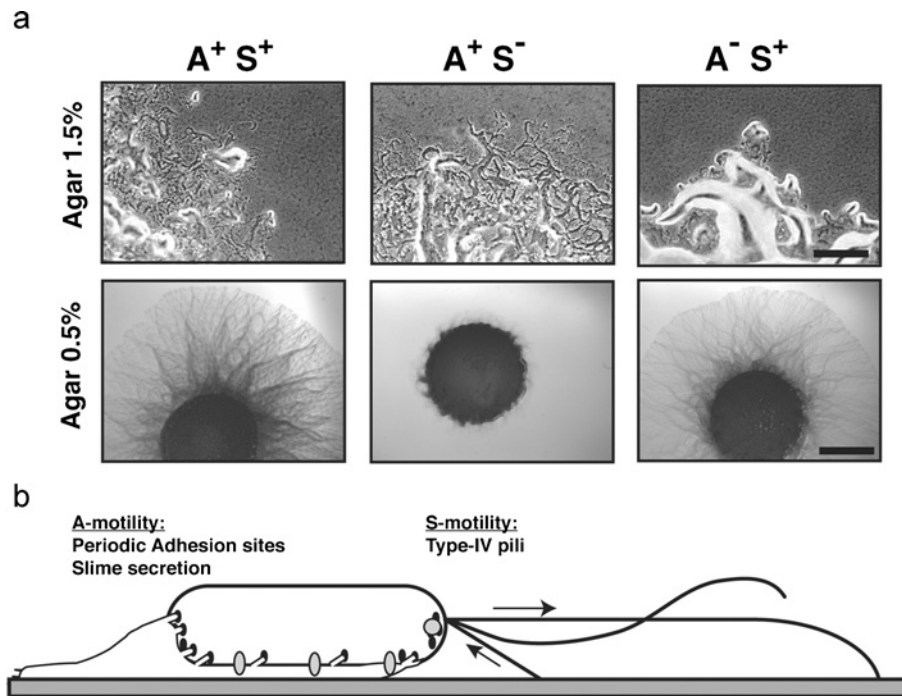 a
A+ S+
A+ S-
A- S+
Agar 1.5%
Agar 0.5%
b
A-motility:
Periodic Adhesion sites
Slime secretion
S-motility:
Type-IV pili